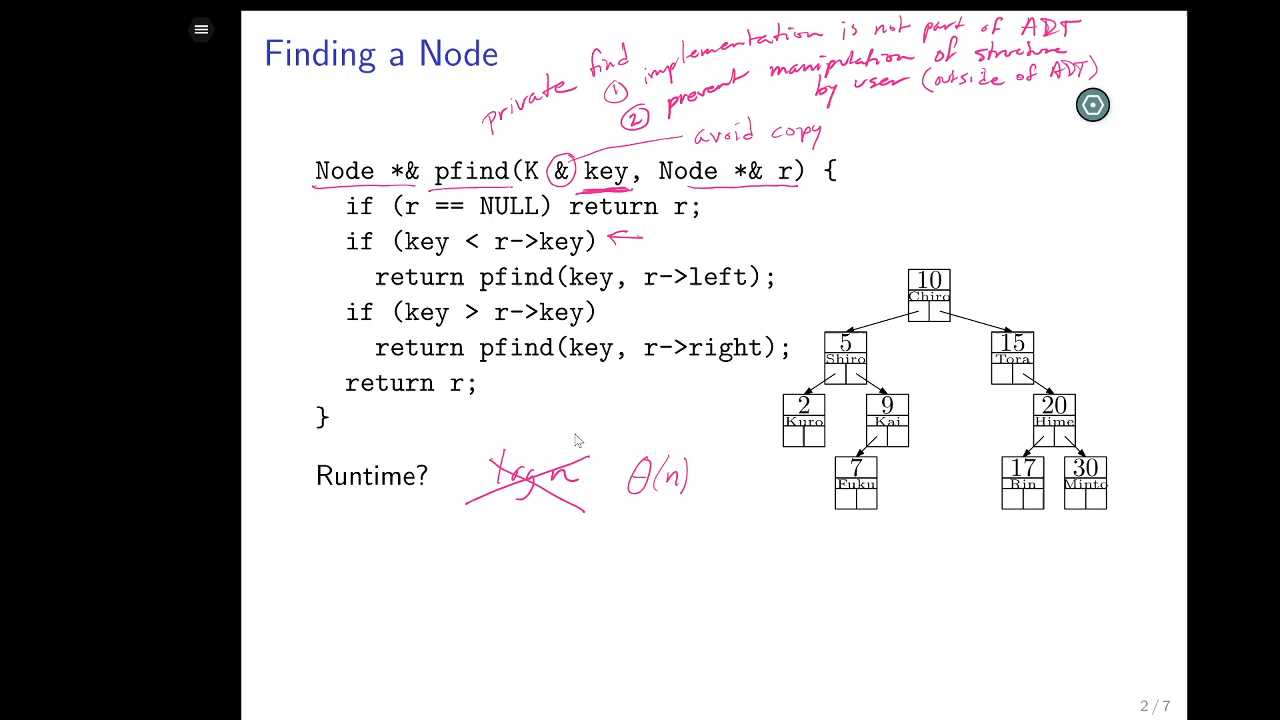 Finding a Node
private find
① implementation is not part of ADT
② prevent manipulation of structure
by user (outside of ADT)
avoid copy
Node *& pfind(K & key, Node *& r) {
if (r == NULL) return r;
if (key < r->key) ←
return pfind(key, r->left);
if (key > r->key)
return pfind(key, r->right);
return r;
}
Runtime? log n θ(n)
10
Chiro
5 15
Shiro Tora
2 9 20
Kuro Kai Hime
7 17 30
Fuku Rin Minto
2 / 7